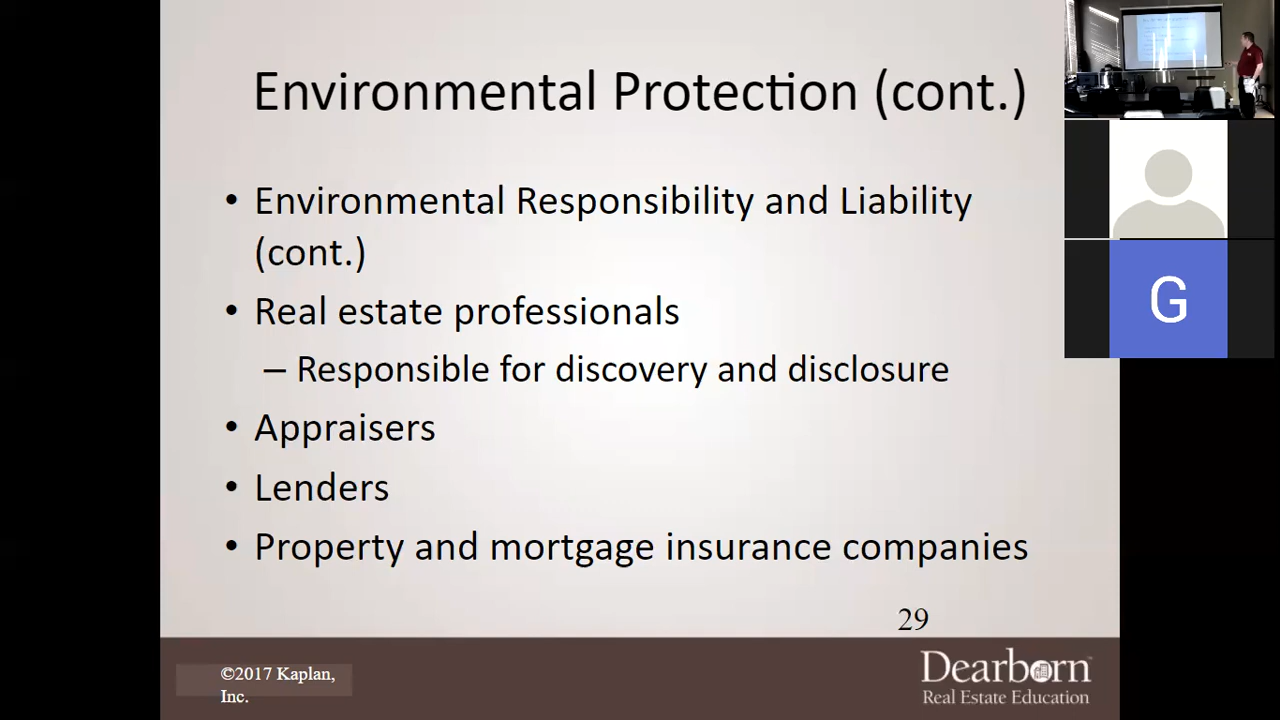 Environmental Protection (cont.)
• Environmental Responsibility and Liability
(cont.)
• Real estate professionals
– Responsible for discovery and disclosure
• Appraisers
• Lenders
• Property and mortgage insurance companies
29
©2017 Kaplan,
Inc.
Dearborn™
Real Estate Education
G